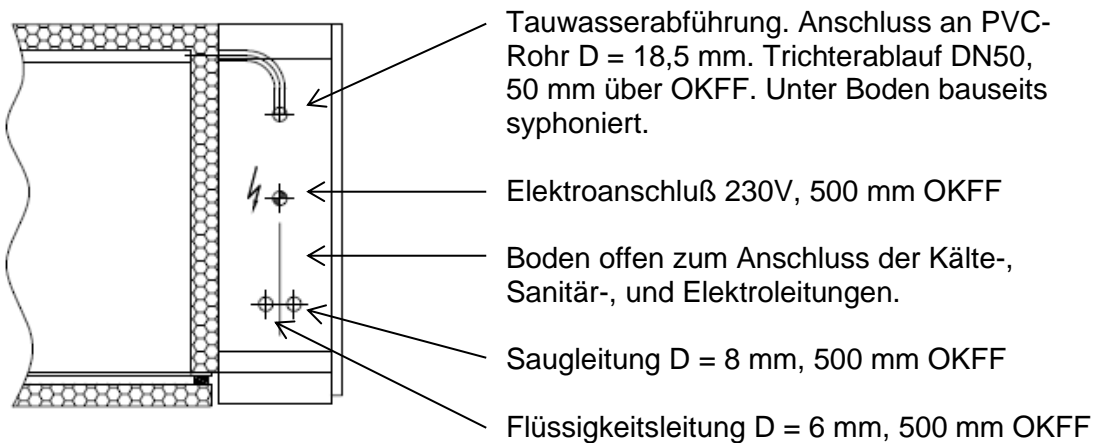 Tauwasserabführung. Anschluss an PVC-
Rohr D = 18,5 mm. Trichterablauf DN50,
50 mm über OKFF. Unter Boden bauseits
syphoniert.
Elektroanschluß 230V, 500 mm OKFF
Boden offen zum Anschluss der Kälte-,
Sanitär-, und Elektroleitungen.
Saugleitung D = 8 mm, 500 mm OKFF
Flüssigkeitsleitung D = 6 mm, 500 mm OKFF